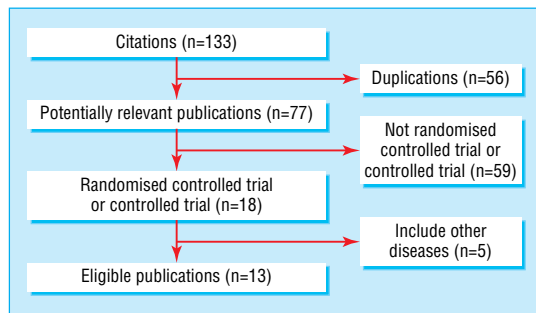 Citations (n=133)
Duplications (n=56)
Potentially relevant publications (n=77)
Not randomised
controlled trial or
controlled trial (n=59)
Randomised controlled trial
or controlled trial (n=18)
Include other
diseases (n=5)
Eligible publications (n=13)